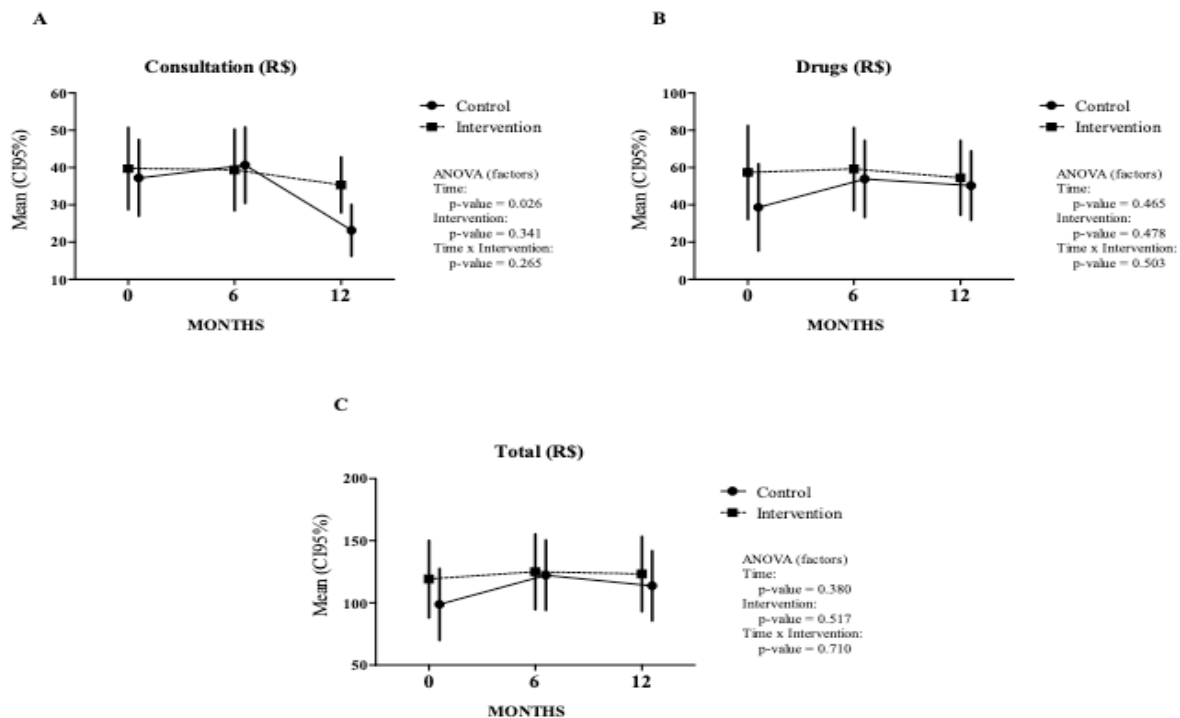 A
Consultation (R$)
Mean (CI95%)
60
50
40
30
20
10
0
6
12
MONTHS
Control
Intervention
ANOVA (factors)
Time:
p-value = 0.026
Intervention:
p-value = 0.341
Time x Intervention:
p-value = 0.265
B
Drugs (R$)
Mean (CI95%)
100
80
60
40
20
0
0
6
12
MONTHS
Control
Intervention
ANOVA (factors)
Time:
p-value = 0.465
Intervention:
p-value = 0.478
Time x Intervention:
p-value = 0.503
C
Total (R$)
Mean (CI95%)
200
150
100
50
0
6
12
MONTHS
Control
Intervention
ANOVA (factors)
Time:
p-value = 0.380
Intervention:
p-value = 0.517
Time x Intervention:
p-value = 0.710